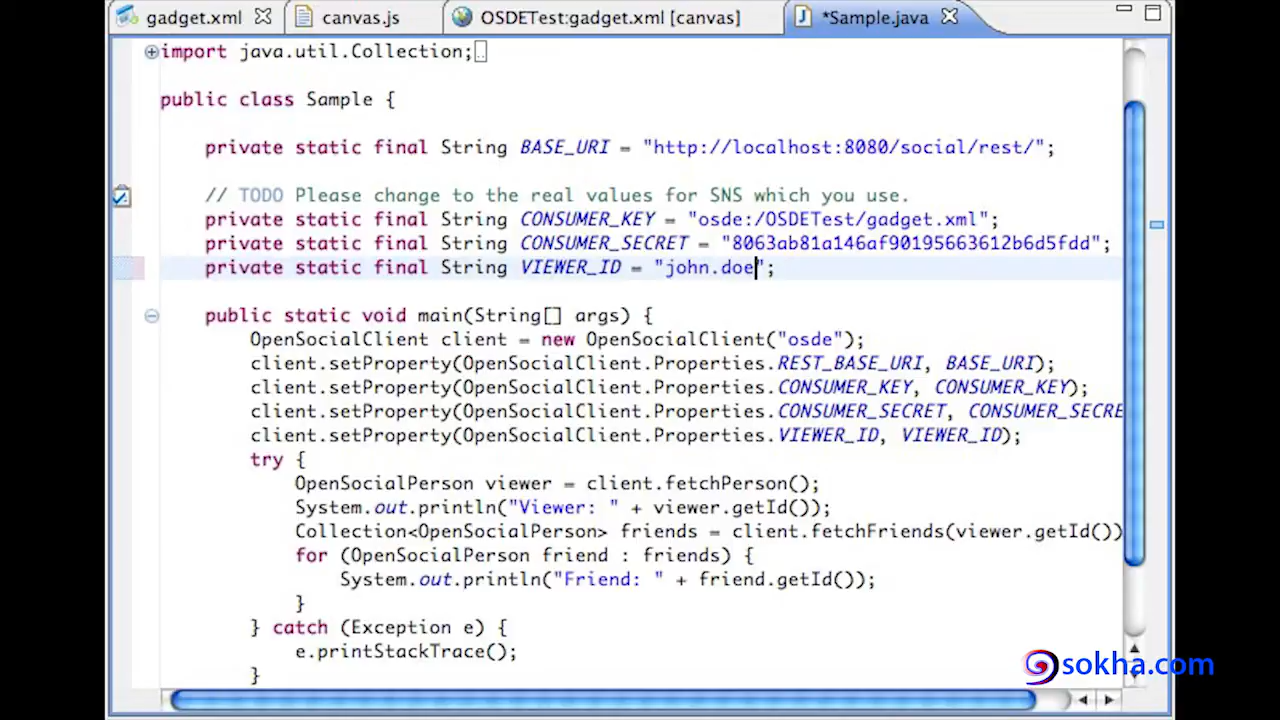 gadget.xml canvas.js OSDETest:gadget.xml [canvas] *Sample.java
import java.util.Collection;
public class Sample {
private static final String BASE_URI = "http://localhost:8080/social/rest/";
// TODO Please change to the real values for SNS which you use.
private static final String CONSUMER_KEY = "osde:/OSDETest/gadget.xml";
private static final String CONSUMER_SECRET = "8063ab81a146af90195663612b6d5fdd";
private static final String VIEWER_ID = "john.doe";
public static void main(String[] args) {
OpenSocialClient client = new OpenSocialClient("osde");
client.setProperty(OpenSocialClient.Properties.REST_BASE_URI, BASE_URI);
client.setProperty(OpenSocialClient.Properties.CONSUMER_KEY, CONSUMER_KEY);
client.setProperty(OpenSocialClient.Properties.CONSUMER_SECRET, CONSUMER_SECRE
client.setProperty(OpenSocialClient.Properties.VIEWER_ID, VIEWER_ID);
try {
OpenSocialPerson viewer = client.fetchPerson();
System.out.println("Viewer: " + viewer.getId());
Collection<OpenSocialPerson> friends = client.fetchFriends(viewer.getId())
for (OpenSocialPerson friend : friends) {
System.out.println("Friend: " + friend.getId());
}
} catch (Exception e) {
e.printStackTrace();
}
sokha.com